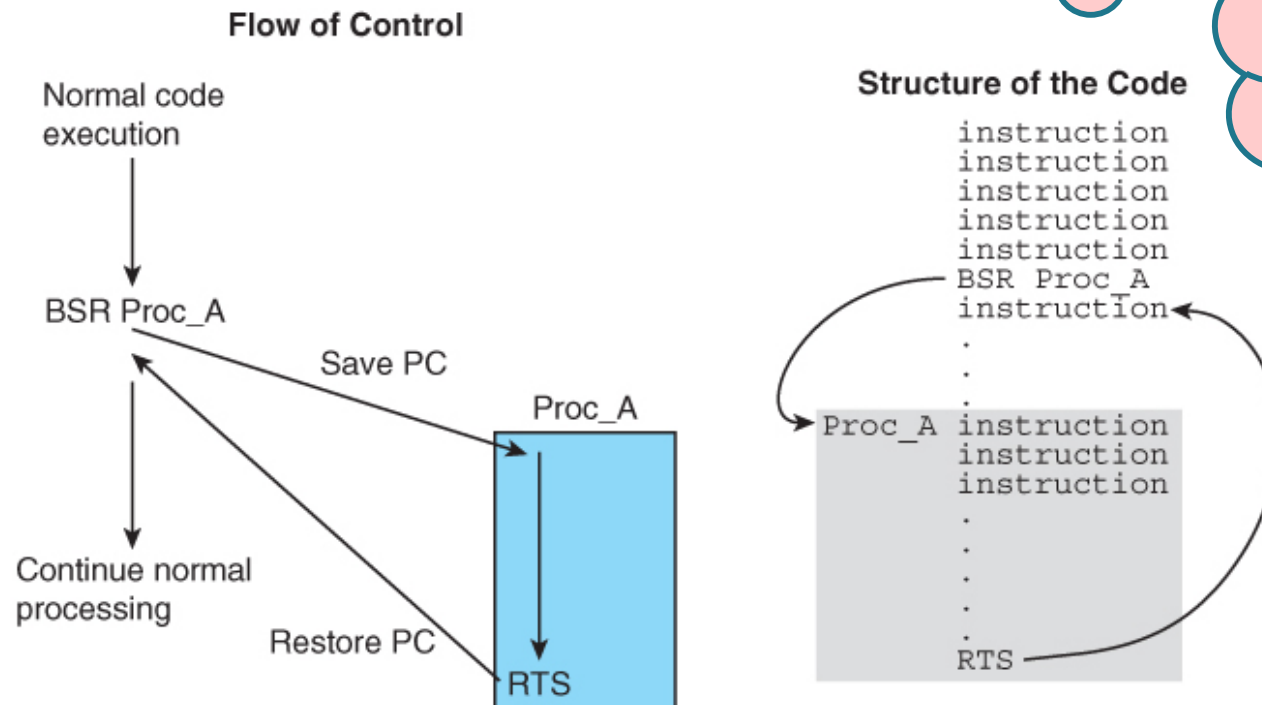 Flow of Control
Normal code
execution
BSR Proc_A
Save PC
Proc_A
Continue normal
processing
Restore PC
RTS
Structure of the Code
instruction
instruction
instruction
instruction
instruction
BSR Proc_A
instruction
.
.
.
Proc_A instruction
instruction
instruction
.
.
.
.
.
RTS